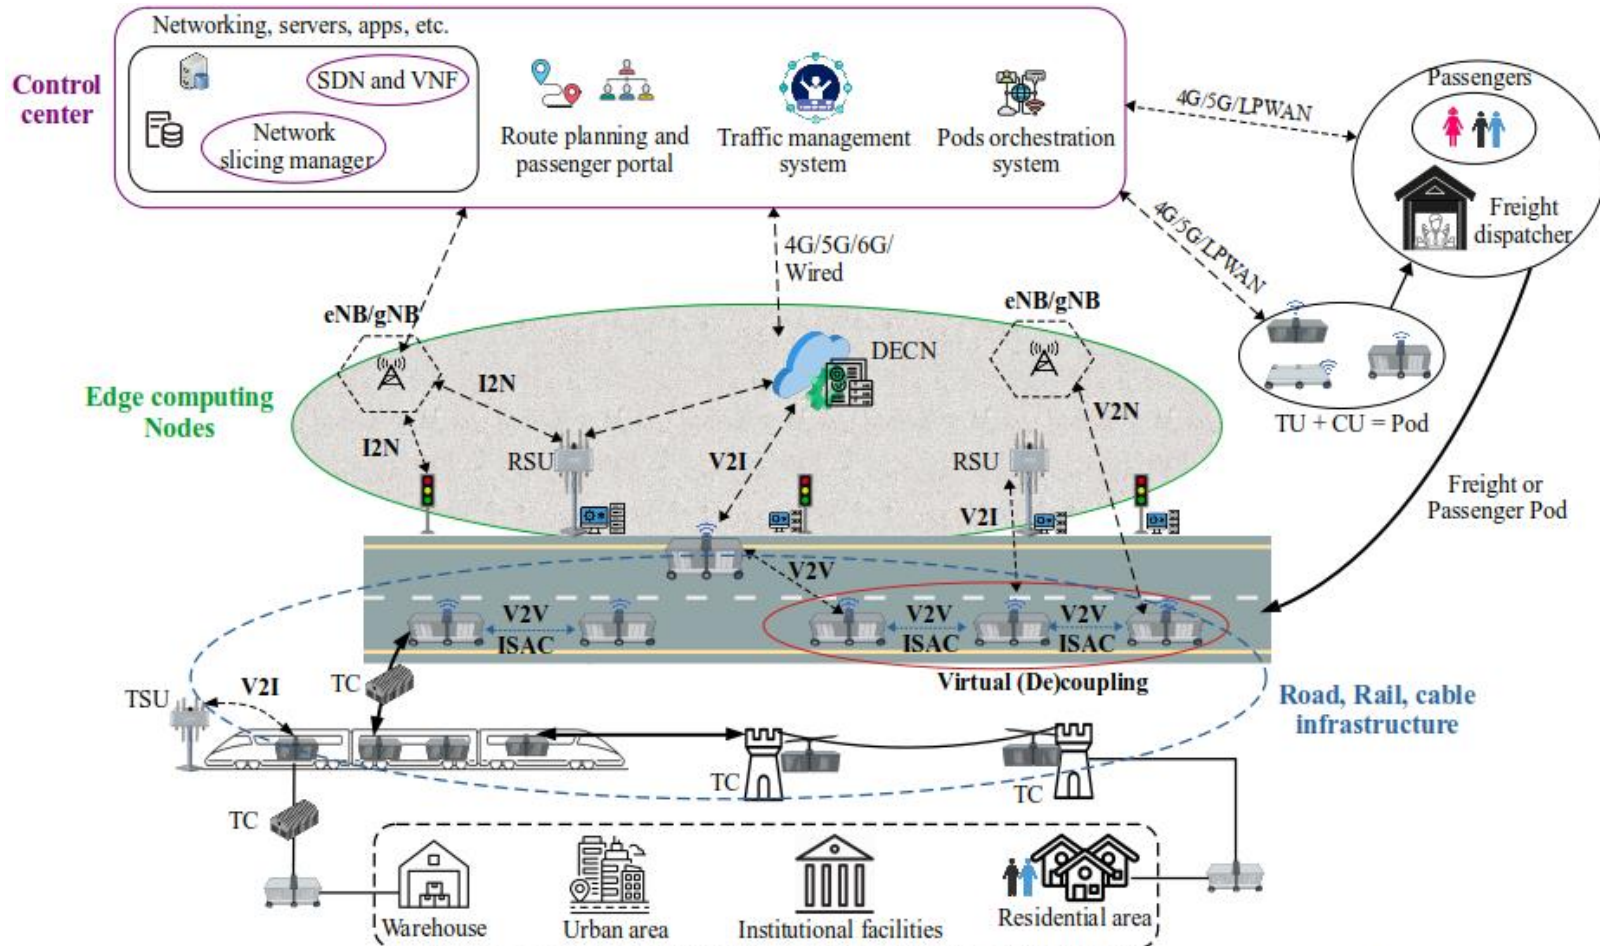 Networking, servers, apps, etc.
Control
center
SDN and VNF
Network
slicing manager
Route planning and
passenger portal
Traffic management
system
Pods orchestration
system
4G/5G/LPWAN
Passengers
Freight
dispatcher
4G/5G/LPWAN
4G/5G/6G/
Wired
eNB/gNB
eNB/gNB
DECN
Edge computing
Nodes
I2N
I2N
RSU
V2I
RSU
V2N
V2I
TU + CU = Pod
Freight or
Passenger Pod
V2V
V2V
ISAC
V2V
ISAC
V2V
ISAC
Virtual (De)coupling
TSU
V2I
TC
Road, Rail, cable
infrastructure
TC
TC
TC
Warehouse
Urban area
Institutional facilities
Residential area